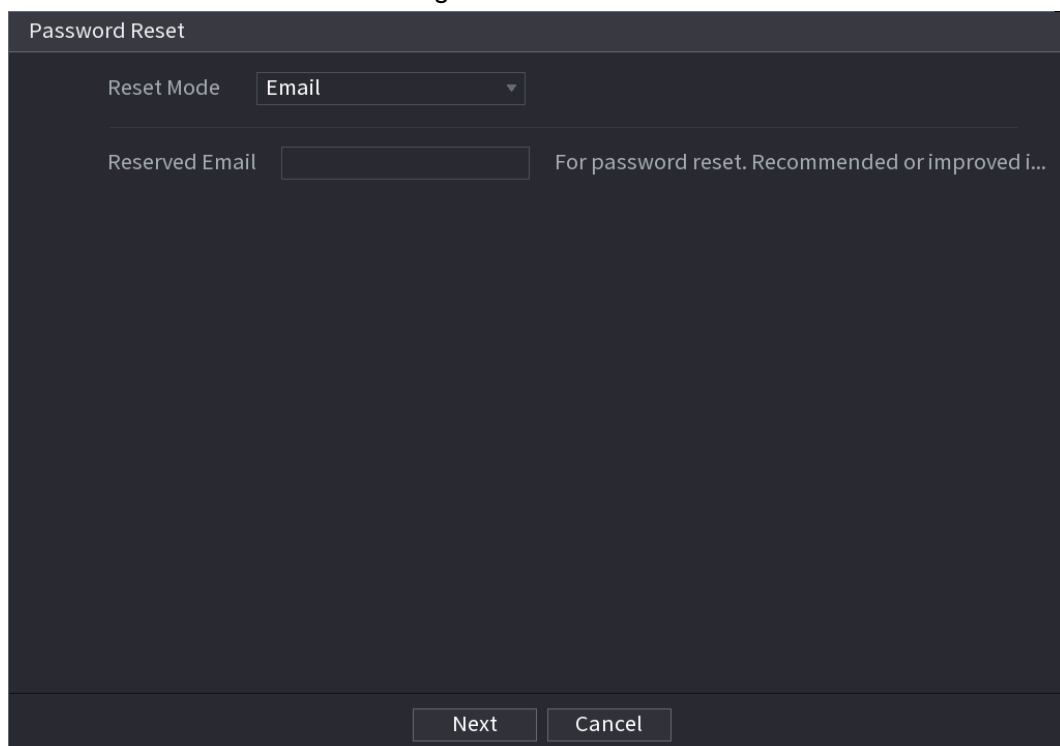 Password Reset
Reset Mode Email
Reserved Email For password reset. Recommended or improved i...
Next Cancel